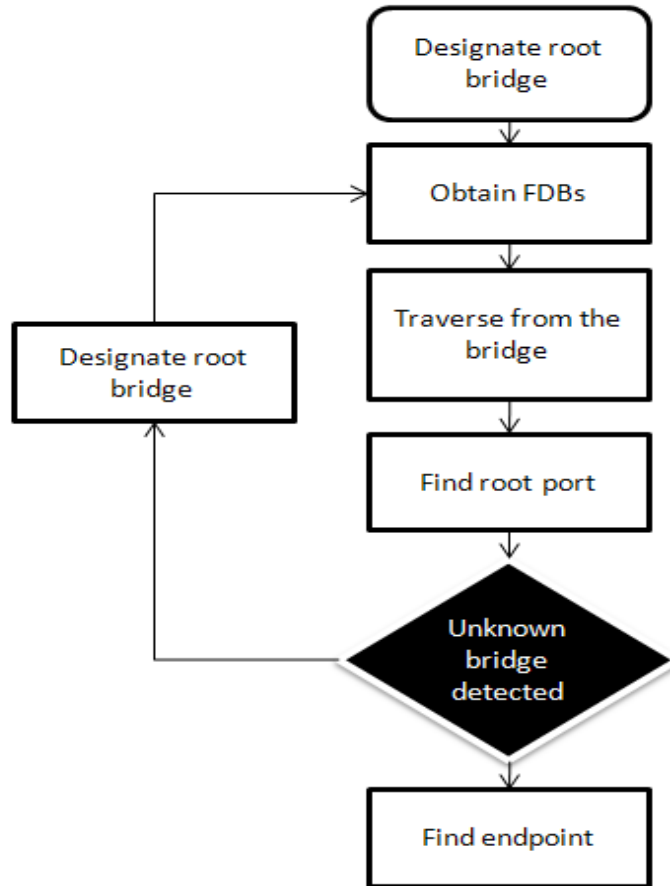 Designate root
bridge
Obtain FDBs
Traverse from the
bridge
Designate root
bridge
Find root port
Unknown
bridge
detected
Find endpoint